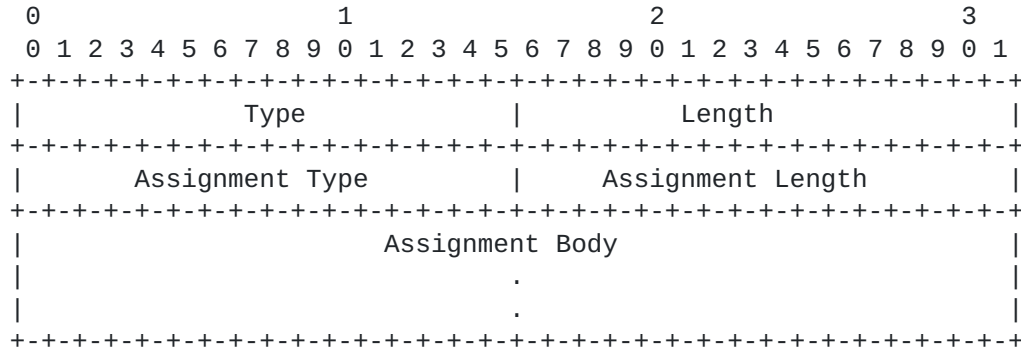 0                   1                   2                   3
 0 1 2 3 4 5 6 7 8 9 0 1 2 3 4 5 6 7 8 9 0 1 2 3 4 5 6 7 8 9 0 1
+-+-+-+-+-+-+-+-+-+-+-+-+-+-+-+-+-+-+-+-+-+-+-+-+-+-+-+-+-+-+-+-+
|              Type             |          Length               |
+-+-+-+-+-+-+-+-+-+-+-+-+-+-+-+-+-+-+-+-+-+-+-+-+-+-+-+-+-+-+-+-+
|       Assignment Type         |     Assignment Length         |
+-+-+-+-+-+-+-+-+-+-+-+-+-+-+-+-+-+-+-+-+-+-+-+-+-+-+-+-+-+-+-+-+
|                       Assignment Body                         |
|                               .                               |
|                               .                               |
+-+-+-+-+-+-+-+-+-+-+-+-+-+-+-+-+-+-+-+-+-+-+-+-+-+-+-+-+-+-+-+-+